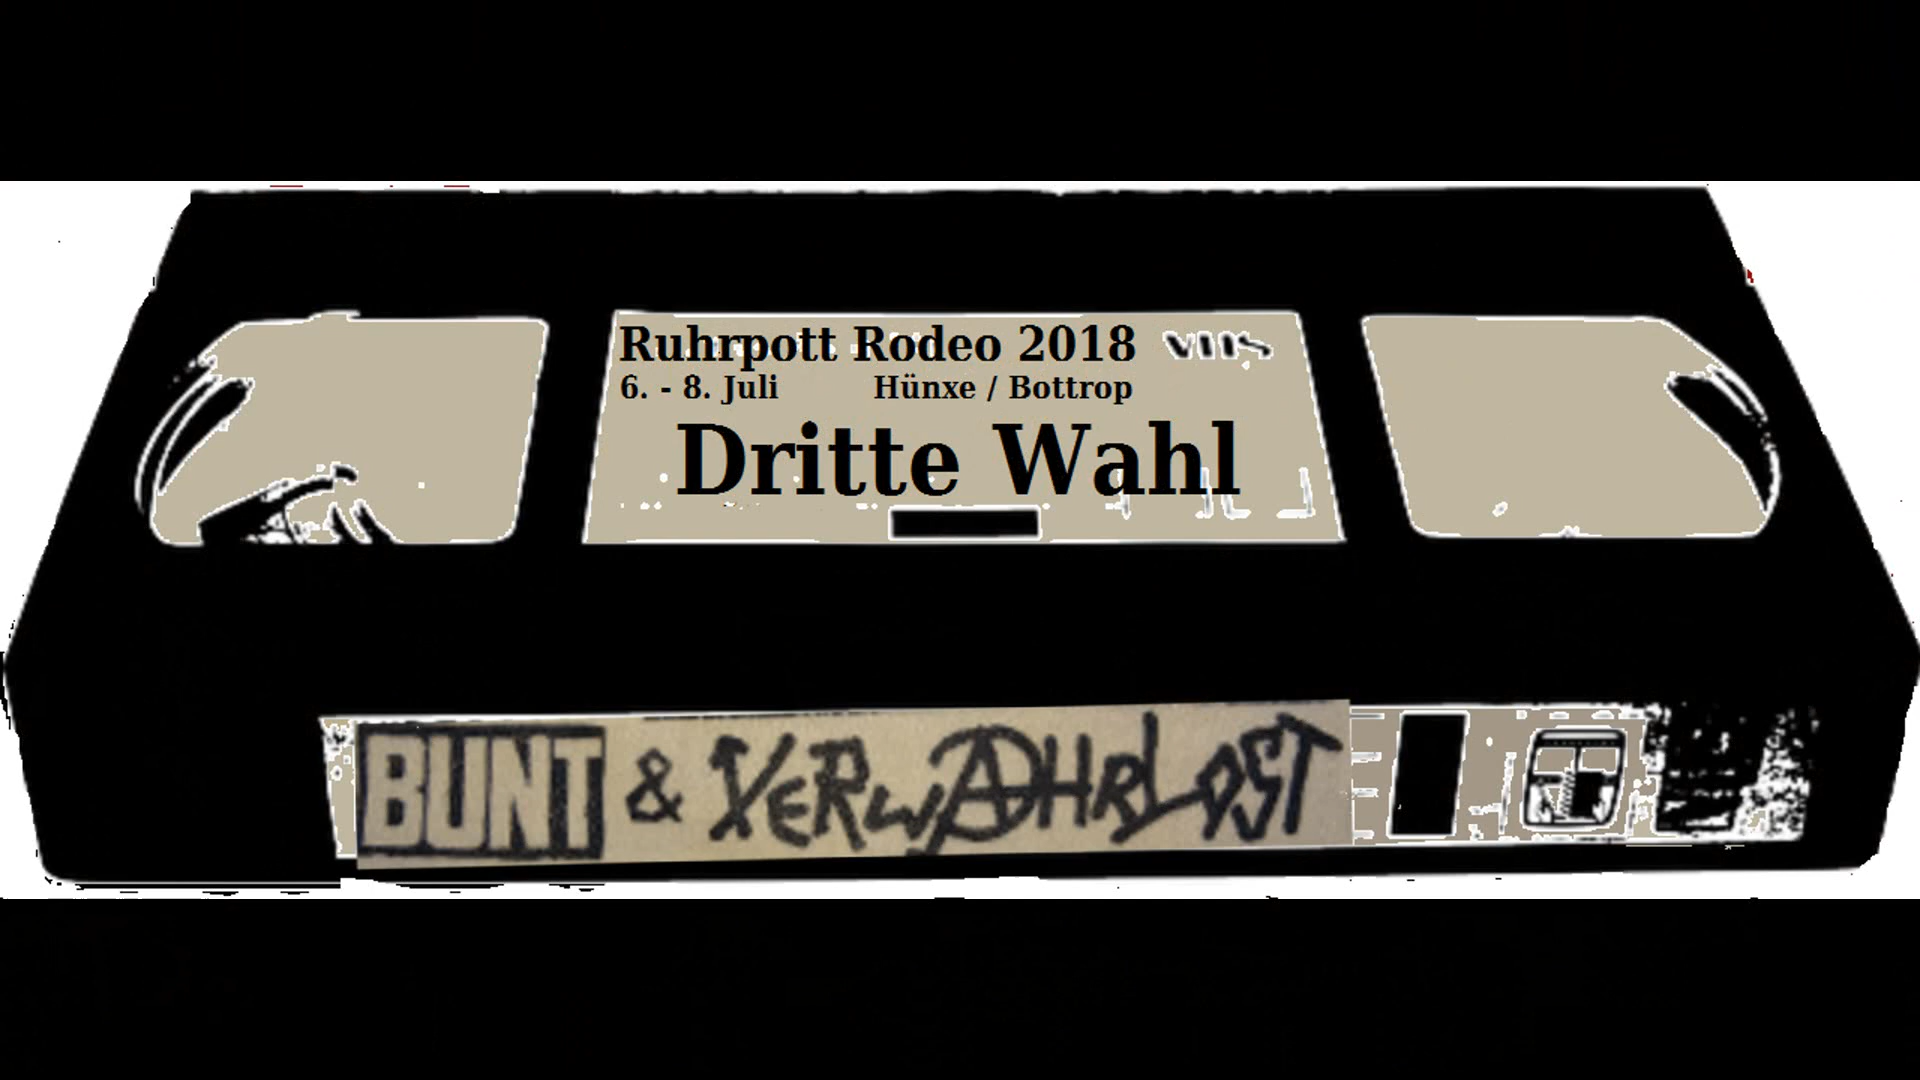 Ruhrpott Rodeo 2018 VHS
6. - 8. Juli Hünxe / Bottrop
Dritte Wahl
BUNT & VERWAHRLOST